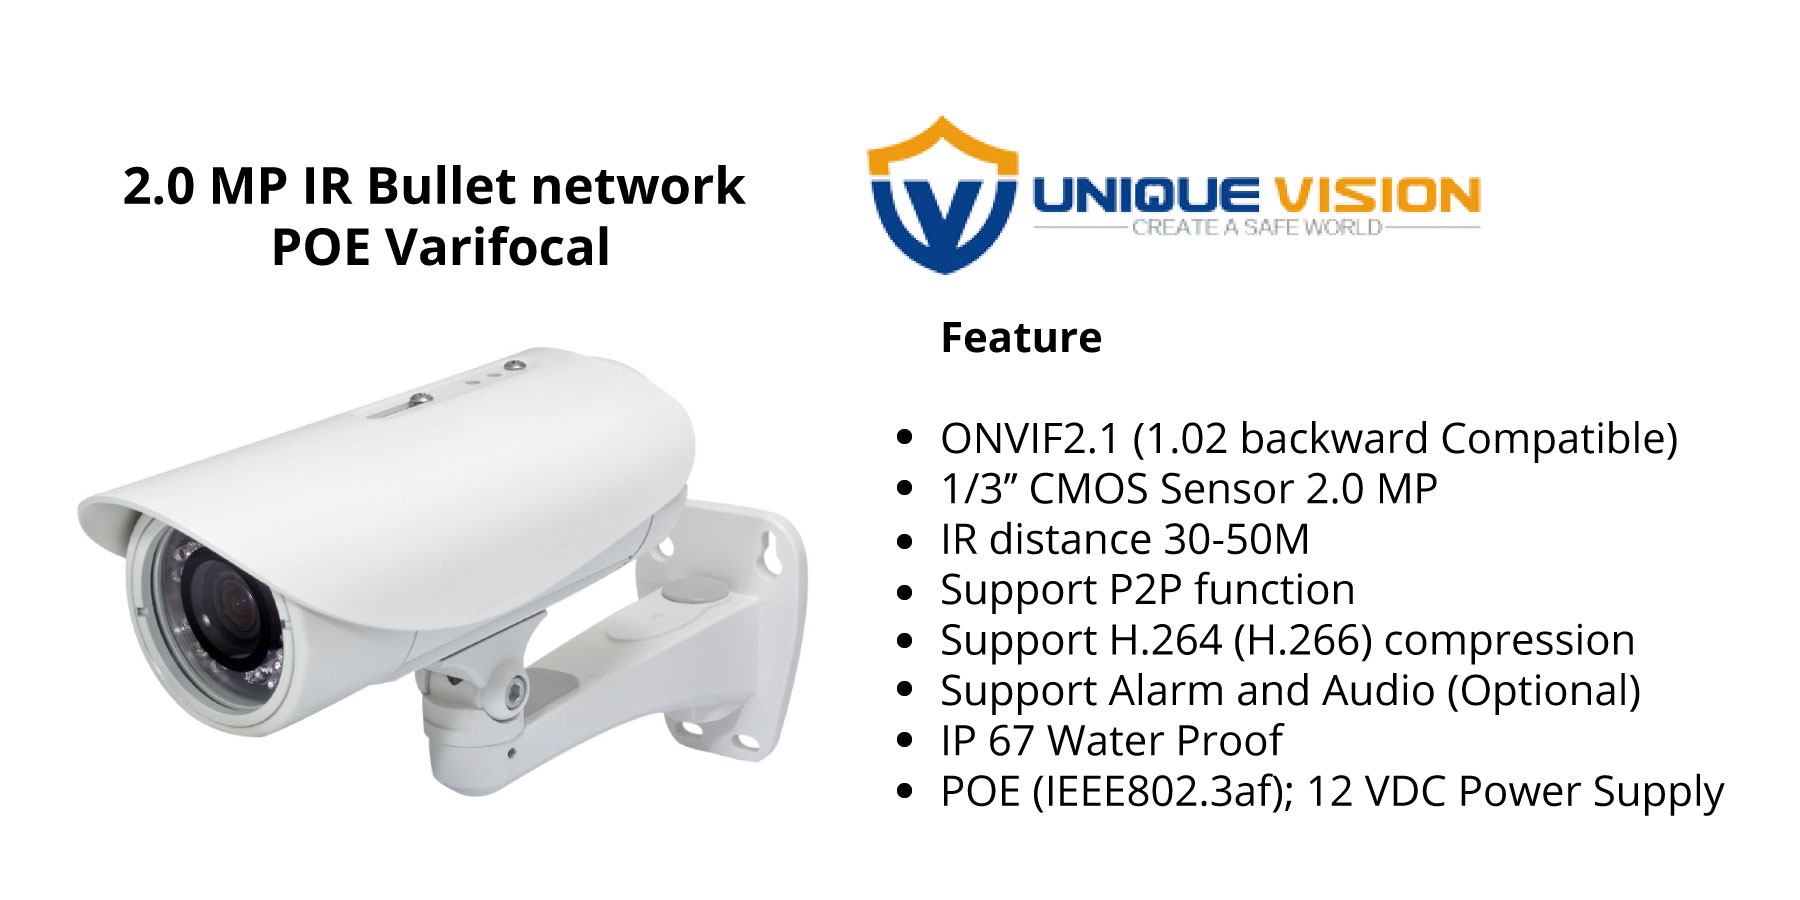 2.0 MP IR Bullet network
POE Varifocal
UNIQUE VISION
CREATE A SAFE WORLD
Feature
• ONVIF2.1 (1.02 backward Compatible)
• 1/3” CMOS Sensor 2.0 MP
• IR distance 30-50M
• Support P2P function
• Support H.264 (H.266) compression
• Support Alarm and Audio (Optional)
• IP 67 Water Proof
• POE (IEEE802.3af); 12 VDC Power Supply